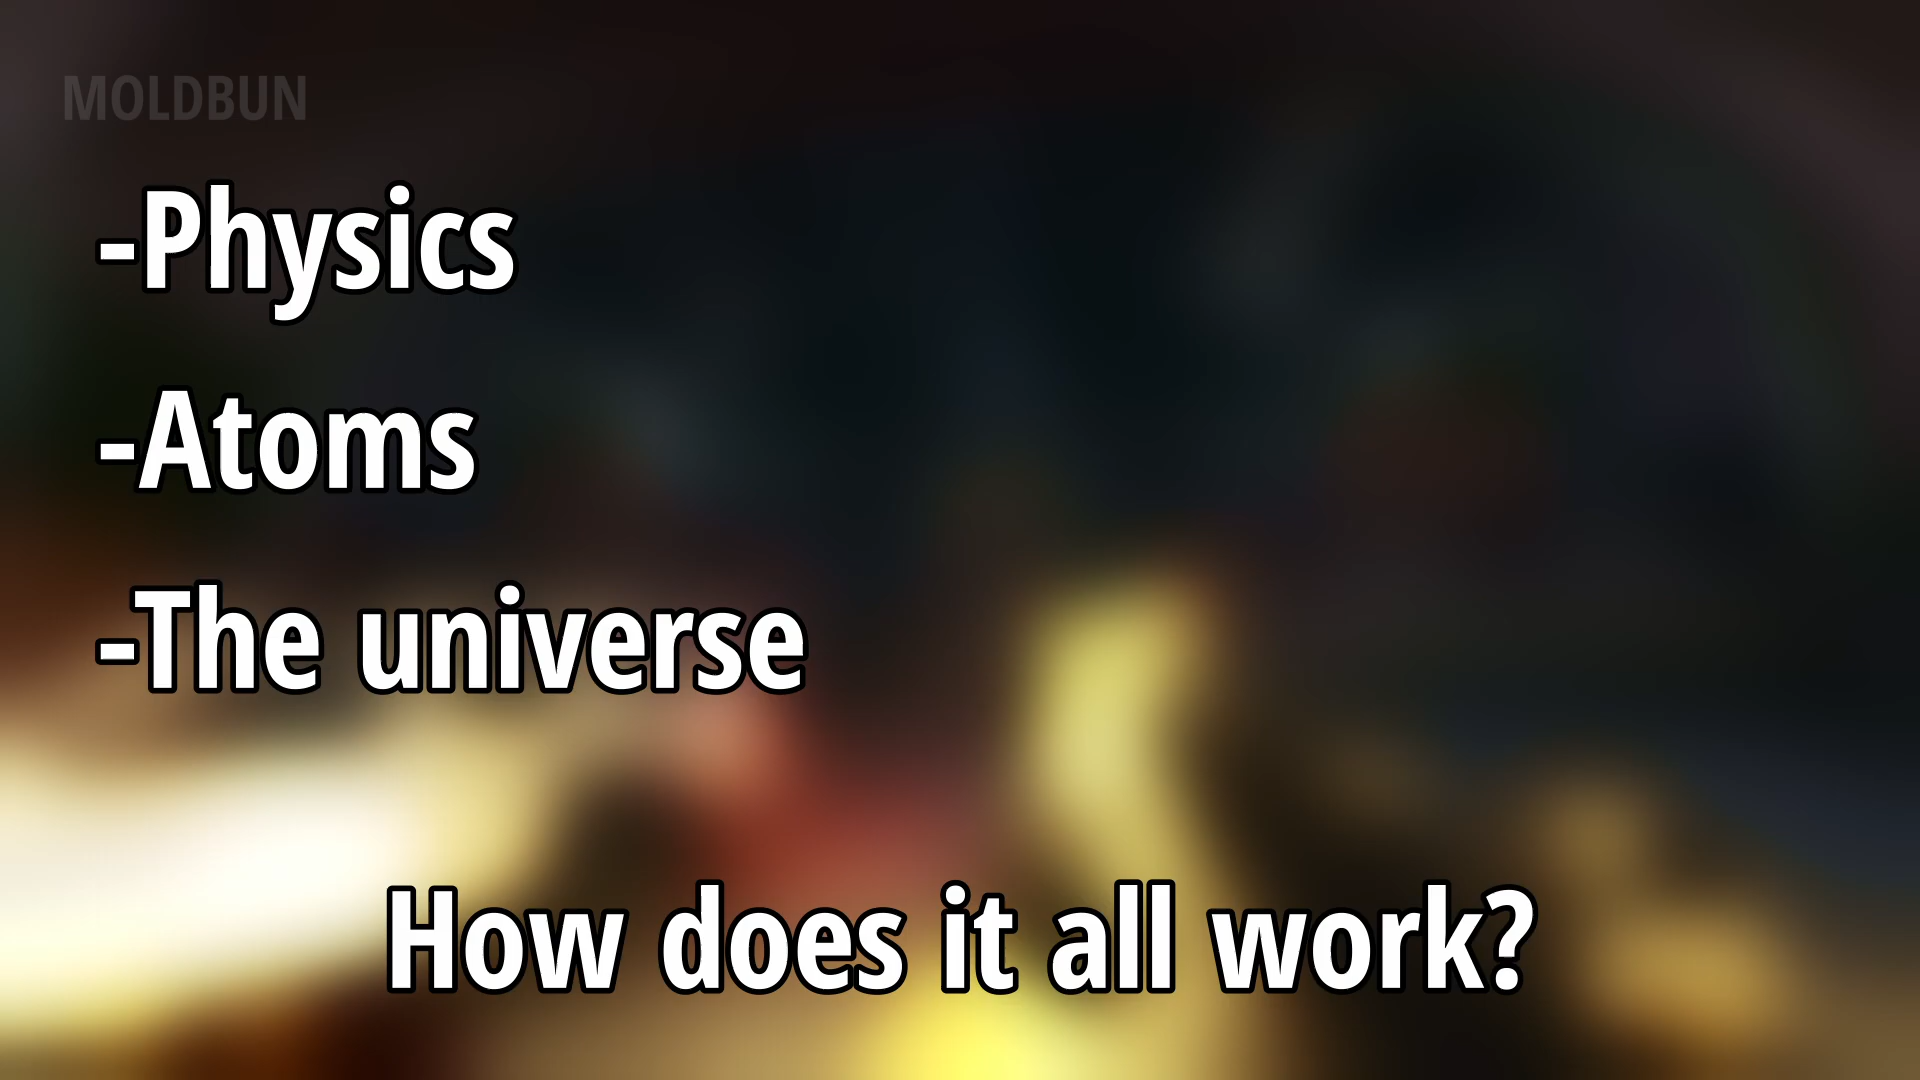 MOLDBUN
-Physics
-Atoms
-The universe
How does it all work?